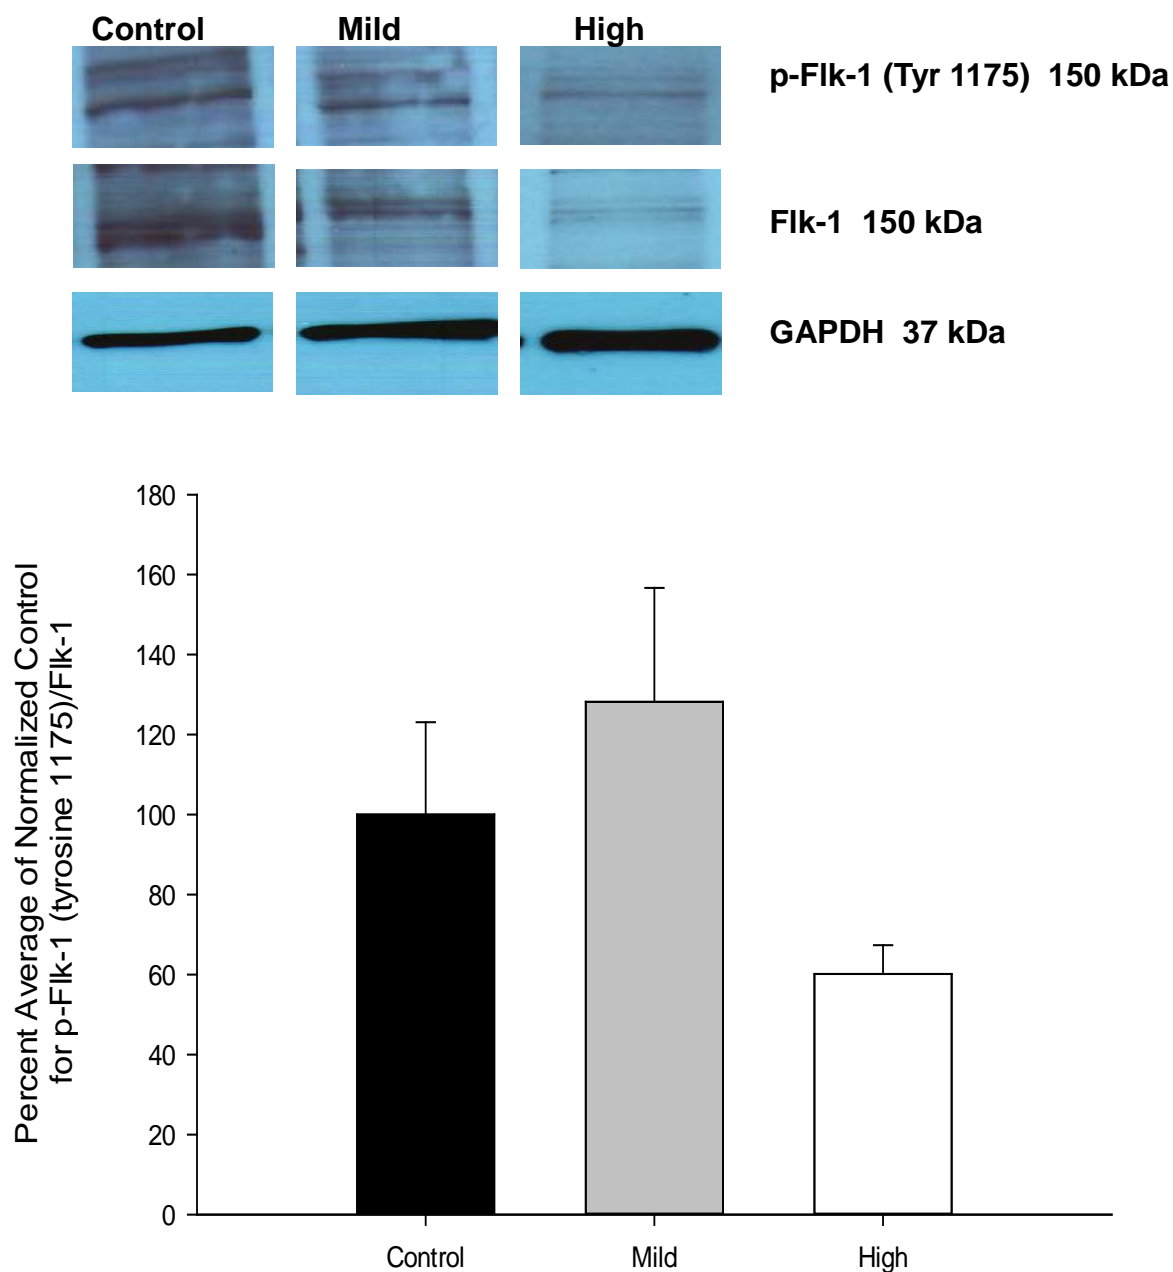 Control Mild High
p-Flk-1 (Tyr 1175) 150 kDa
Flk-1 150 kDa
GAPDH 37 kDa
Percent Average of Normalized Control
for p-Flk-1 (tyrosine 1175)/Flk-1
180
160
140
120
100
80
60
40
20
0
Control Mild High